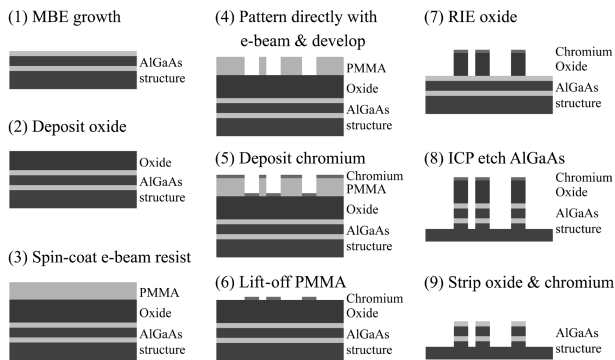 (1) MBE growth
AlGaAs
structure
(2) Deposit oxide
Oxide
AlGaAs
structure
(3) Spin-coat e-beam resist
PMMA
Oxide
AlGaAs
structure
(4) Pattern directly with
e-beam & develop
PMMA
Oxide
AlGaAs
structure
(5) Deposit chromium
Chromium
PMMA
Oxide
AlGaAs
structure
(6) Lift-off PMMA
Chromium
Oxide
AlGaAs
structure
(7) RIE oxide
Chromium
Oxide
AlGaAs
structure
(8) ICP etch AlGaAs
Chromium
Oxide
AlGaAs
structure
(9) Strip oxide & chromium
AlGaAs
structure